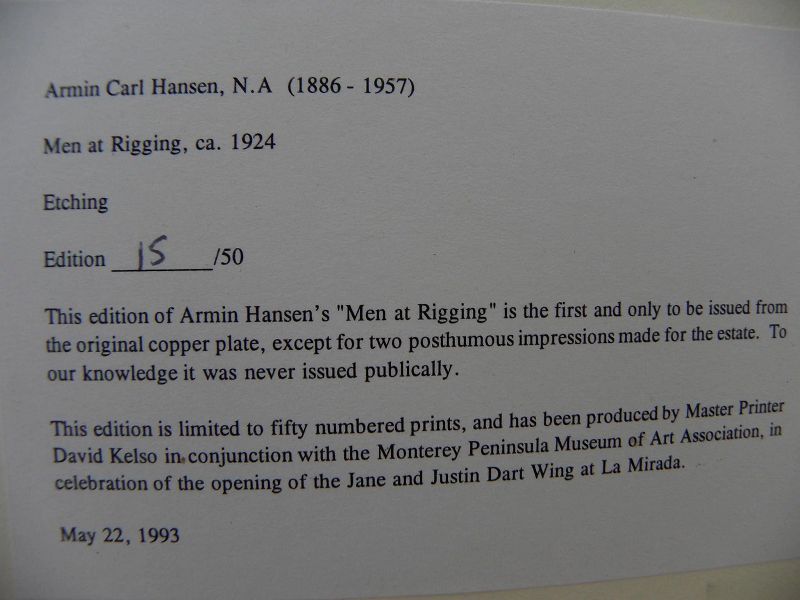 Armin Carl Hansen, N.A (1886 - 1957)
Men at Rigging, ca. 1924
Etching
Edition 15 /50
This edition of Armin Hansen's "Men at Rigging" is the first and only to be issued from
the original copper plate, except for two posthumous impressions made for the estate. To
our knowledge it was never issued publically.
This edition is limited to fifty numbered prints, and has been produced by Master Printer
David Kelso in conjunction with the Monterey Peninsula Museum of Art Association, in
celebration of the opening of the Jane and Justin Dart Wing at La Mirada.
May 22, 1993